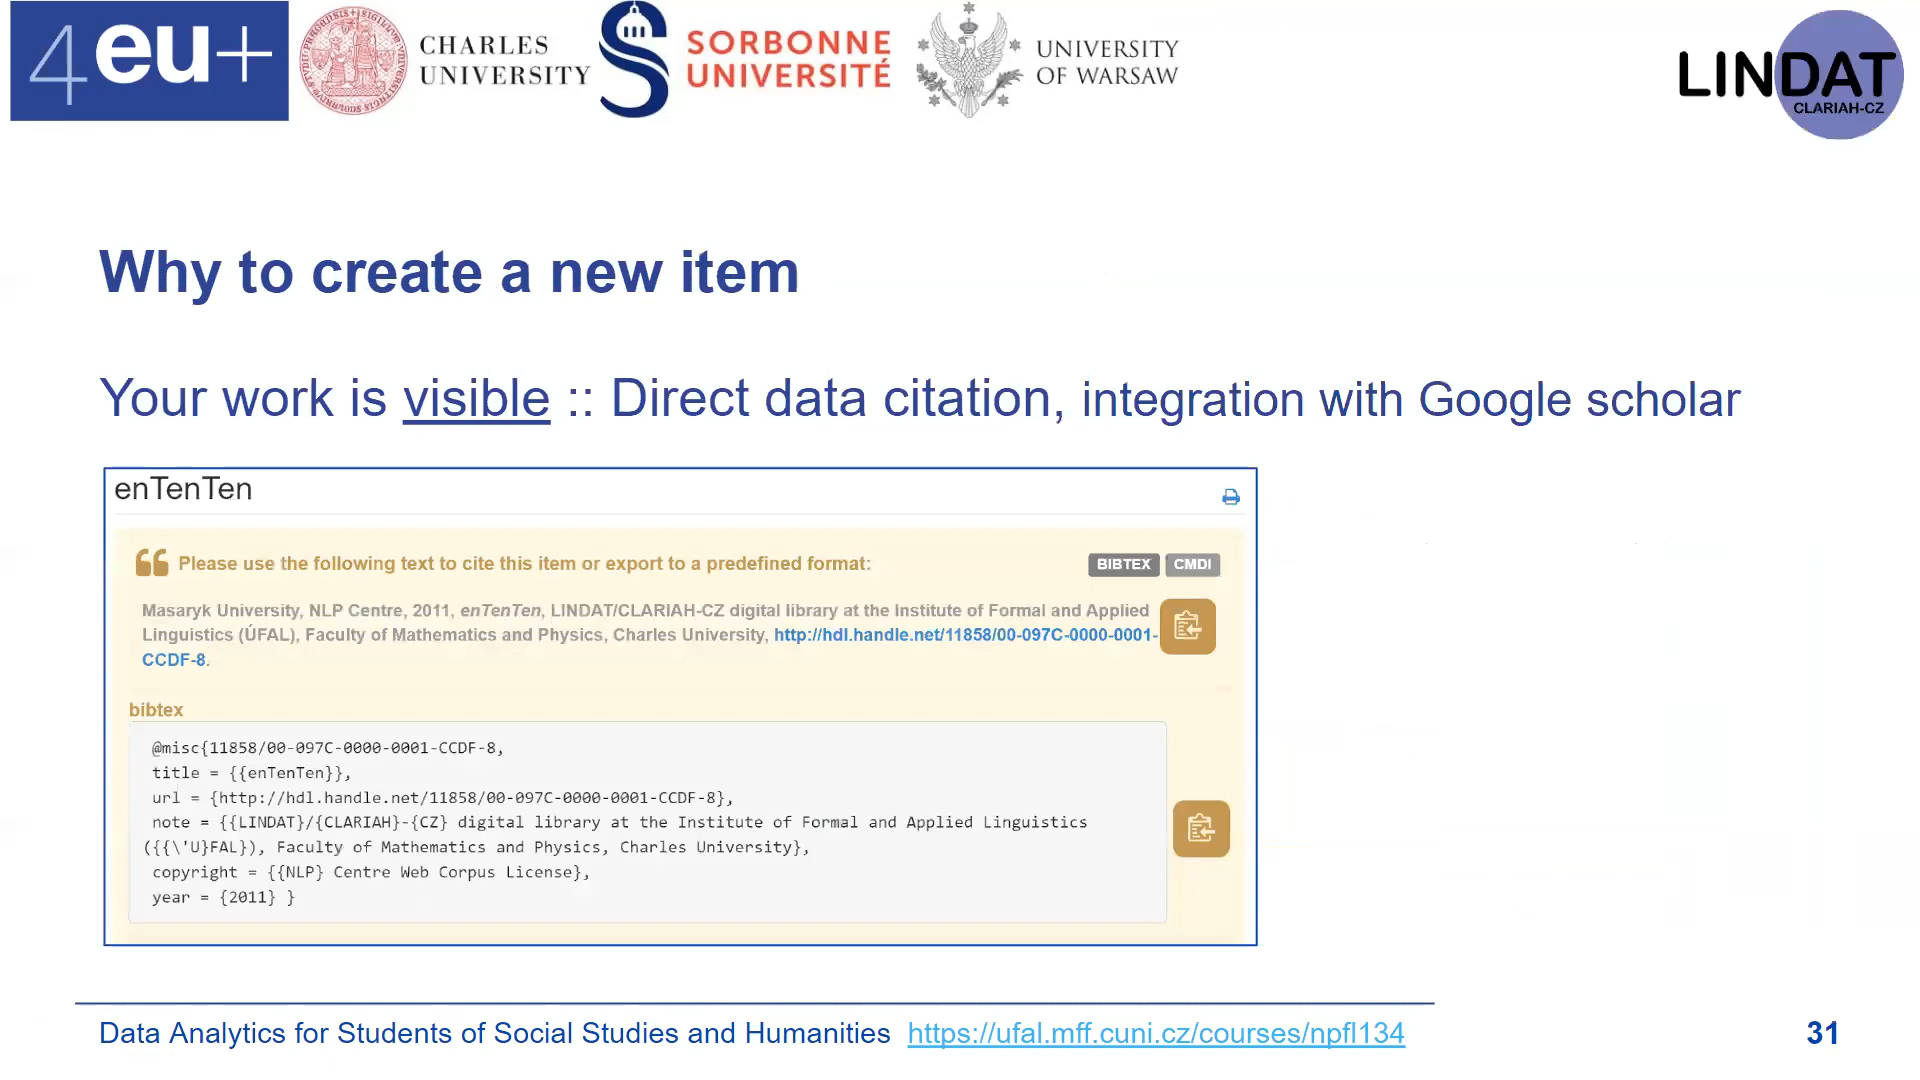 4eu+
CHARLES
UNIVERSITY
SORBONNE
UNIVERSITÉ
UNIVERSITY
OF WARSAW
LINDAT
CLARIAH-CZ
Why to create a new item
Your work is visible :: Direct data citation, integration with Google scholar
enTenTen
Please use the following text to cite this item or export to a predefined format:
BIBTEX CMDI
Masaryk University, NLP Centre, 2011, enTenTen, LINDAT/CLARIAH-CZ digital library at the Institute of Formal and Applied
Linguistics (ÚFAL), Faculty of Mathematics and Physics, Charles University, http://hdl.handle.net/11858/00-097C-0000-0001-
CCDF-8.
bibtex
@misc{11858/00-097C-0000-0001-CCDF-8,
title = {{enTenTen}},
url = {http://hdl.handle.net/11858/00-097C-0000-0001-CCDF-8},
note = {{LINDAT}/{CLARIAH}-{CZ} digital library at the Institute of Formal and Applied Linguistics
({{\'U}FAL}), Faculty of Mathematics and Physics, Charles University},
copyright = {{NLP} Centre Web Corpus License},
year = {2011} }
Data Analytics for Students of Social Studies and Humanities https://ufal.mff.cuni.cz/courses/npfl134
31